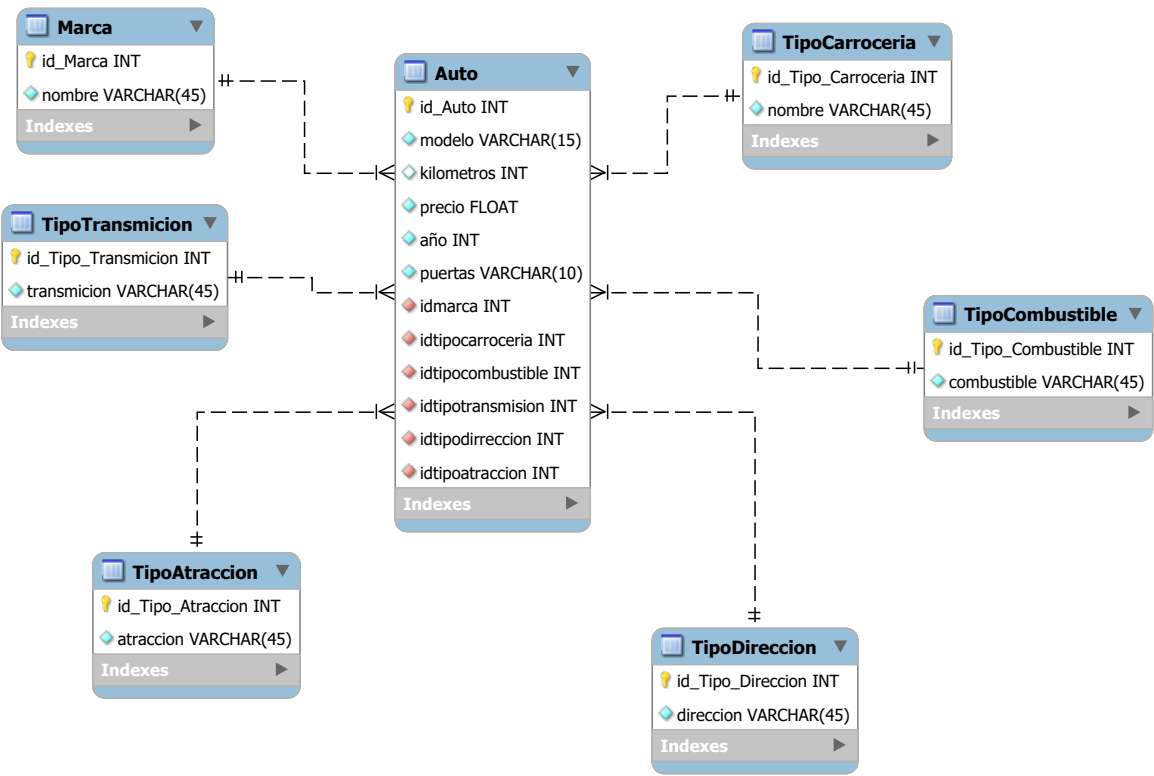 Marca
id_Marca INT
nombre VARCHAR(45)
Indexes
TipoTransmicion
id_Tipo_Transmicion INT
transmicion VARCHAR(45)
Indexes
TipoAtraccion
id_Tipo_Atraccion INT
atraccion VARCHAR(45)
Indexes
Auto
id_Auto INT
modelo VARCHAR(15)
kilometros INT
precio FLOAT
año INT
puertas VARCHAR(10)
idmarca INT
idtipocarroceria INT
idtipocombustible INT
idtipotransmision INT
idtipodirreccion INT
idtipoatraccion INT
Indexes
TipoCarroceria
id_Tipo_Carroceria INT
nombre VARCHAR(45)
Indexes
TipoCombustible
id_Tipo_Combustible INT
combustible VARCHAR(45)
Indexes
TipoDireccion
id_Tipo_Direccion INT
direccion VARCHAR(45)
Indexes